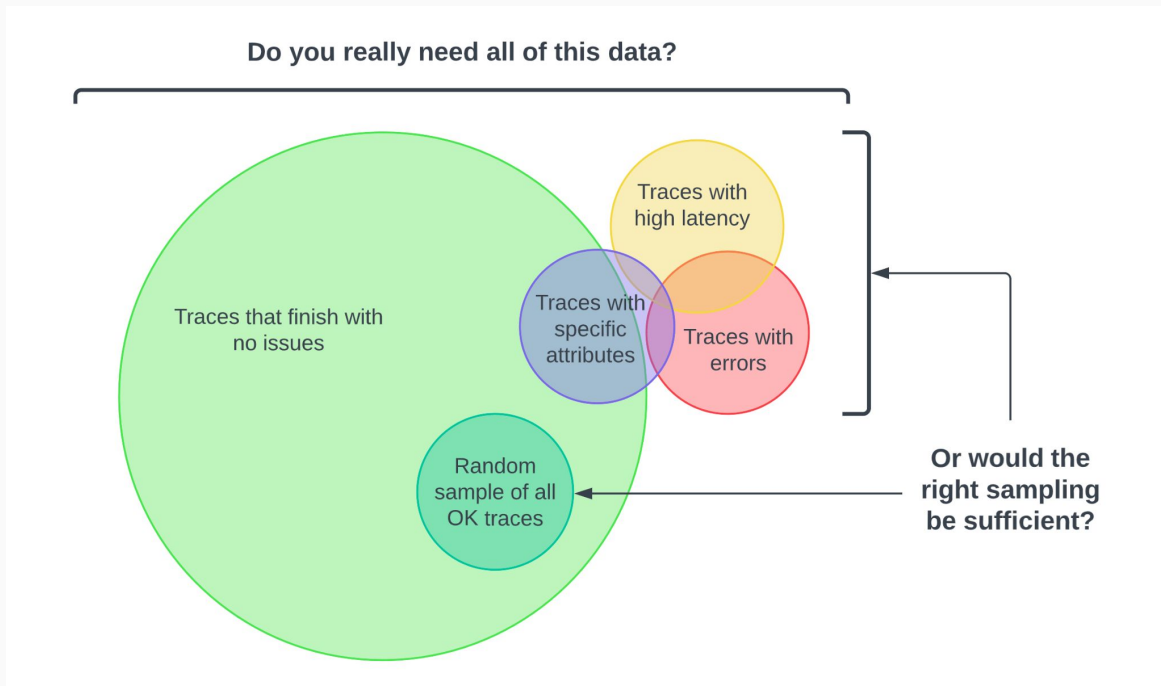 Do you really need all of this data?
Traces with
high latency
Traces that finish with
no issues
Traces with
specific
attributes
Traces with
errors
Random
sample of all
OK traces
Or would the
right sampling
be sufficient?